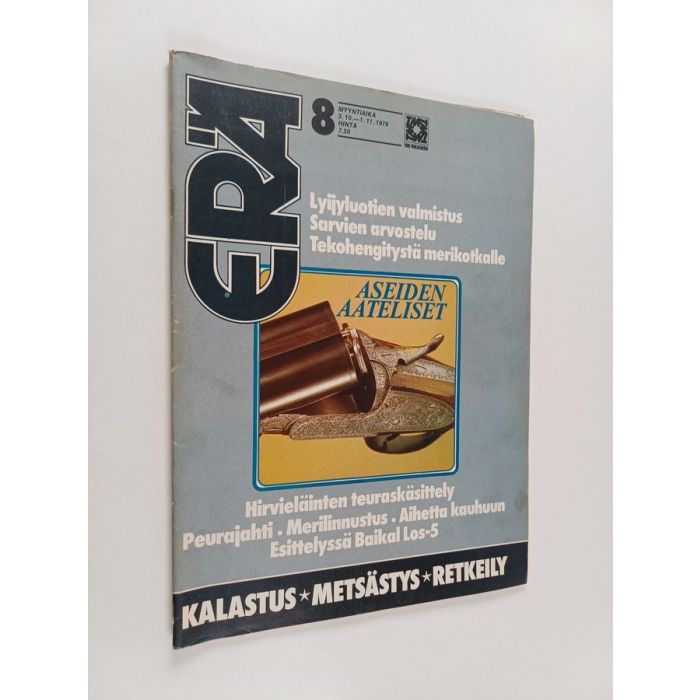 ERÄ
8
MYYNTIAIKA
3.10.—1.11.1978
HINTA
7,50
Lyijyluotien valmistus
Sarvien arvostelu
Tekohengitystä merikotkalle
ASEIDEN
AATELISET
Hirvieläinten teuraskäsittely
Peurajahti . Merilinnustus . Aihetta kauhuun
Esittelyssä Baikal Los-5
KALASTUS★METSÄSTYS★RETKEILY